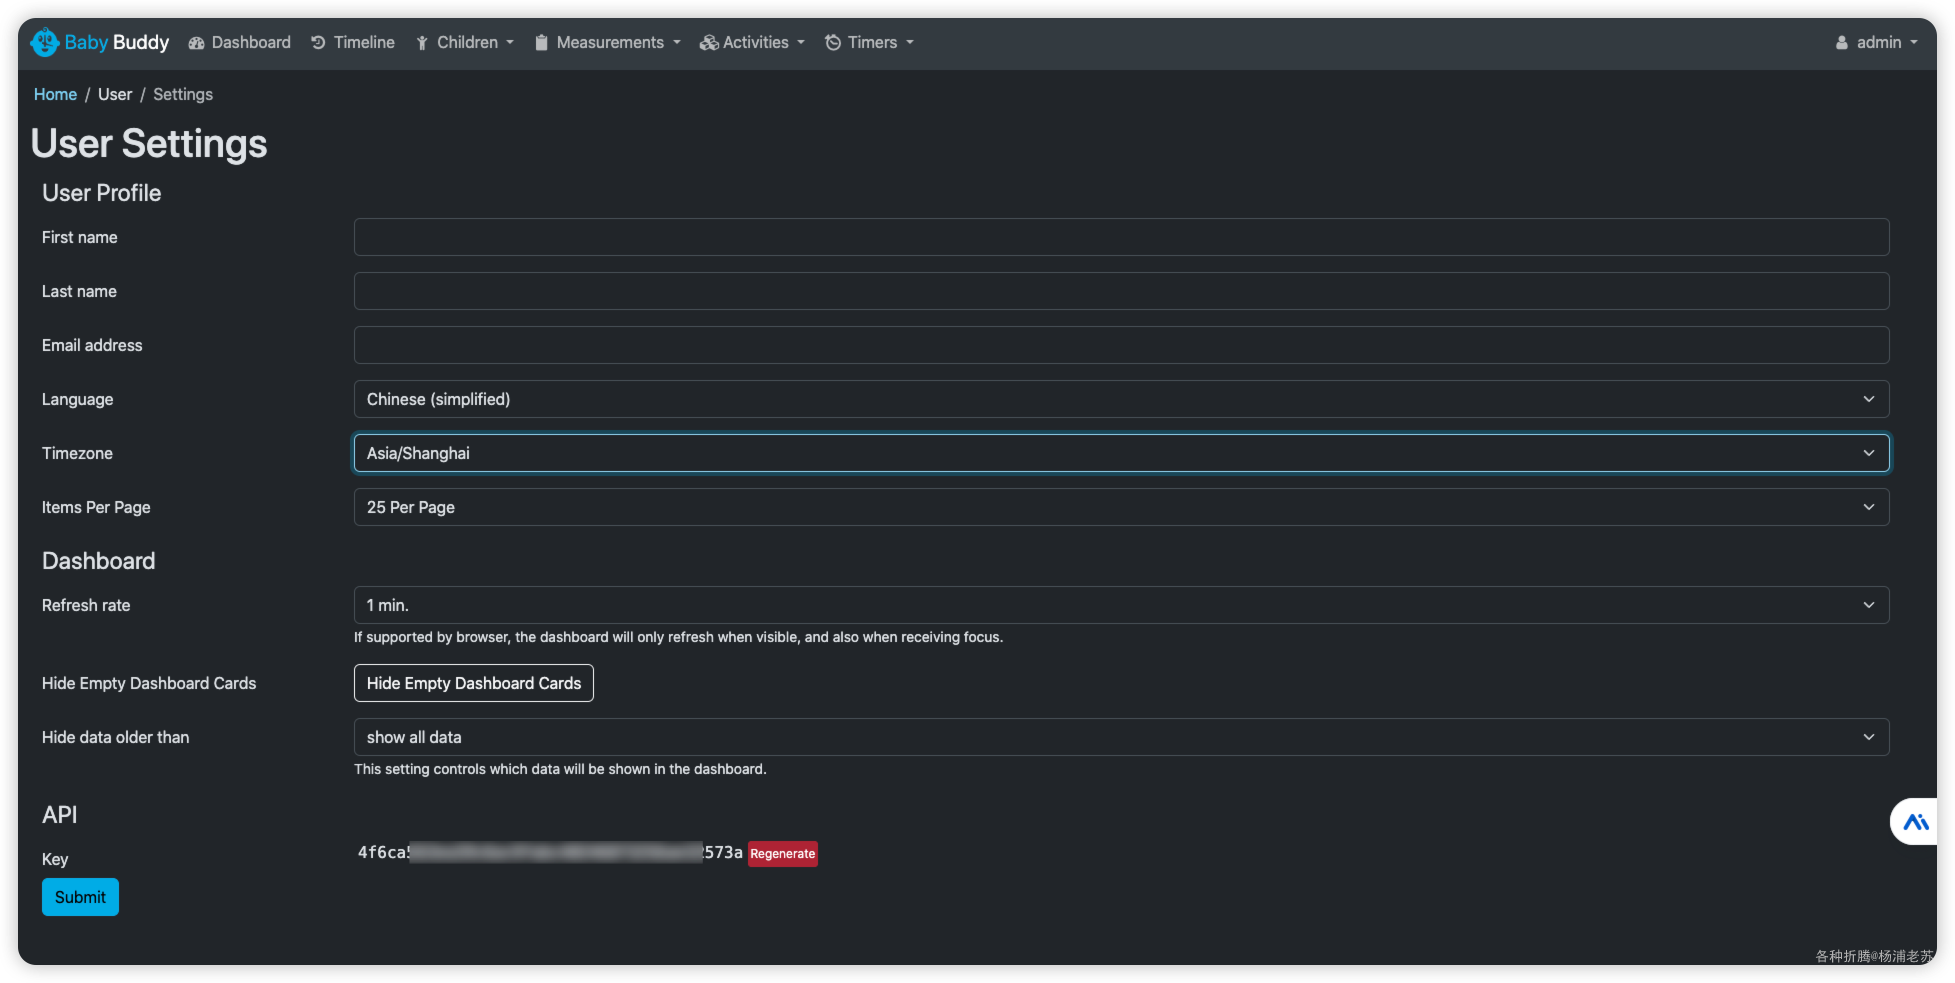 Baby Buddy Dashboard Timeline Children Measurements Activities Timers admin
Home / User / Settings
User Settings
User Profile
First name
Last name
Email address
Language Chinese (simplified)
Timezone Asia/Shanghai
Items Per Page 25 Per Page
Dashboard
Refresh rate 1 min.
If supported by browser, the dashboard will only refresh when visible, and also when receiving focus.
Hide Empty Dashboard Cards Hide Empty Dashboard Cards
Hide data older than show all data
This setting controls which data will be shown in the dashboard.
API
Key 4f6ca 573a Regenerate
Submit
各种折腾@杨浦老苏